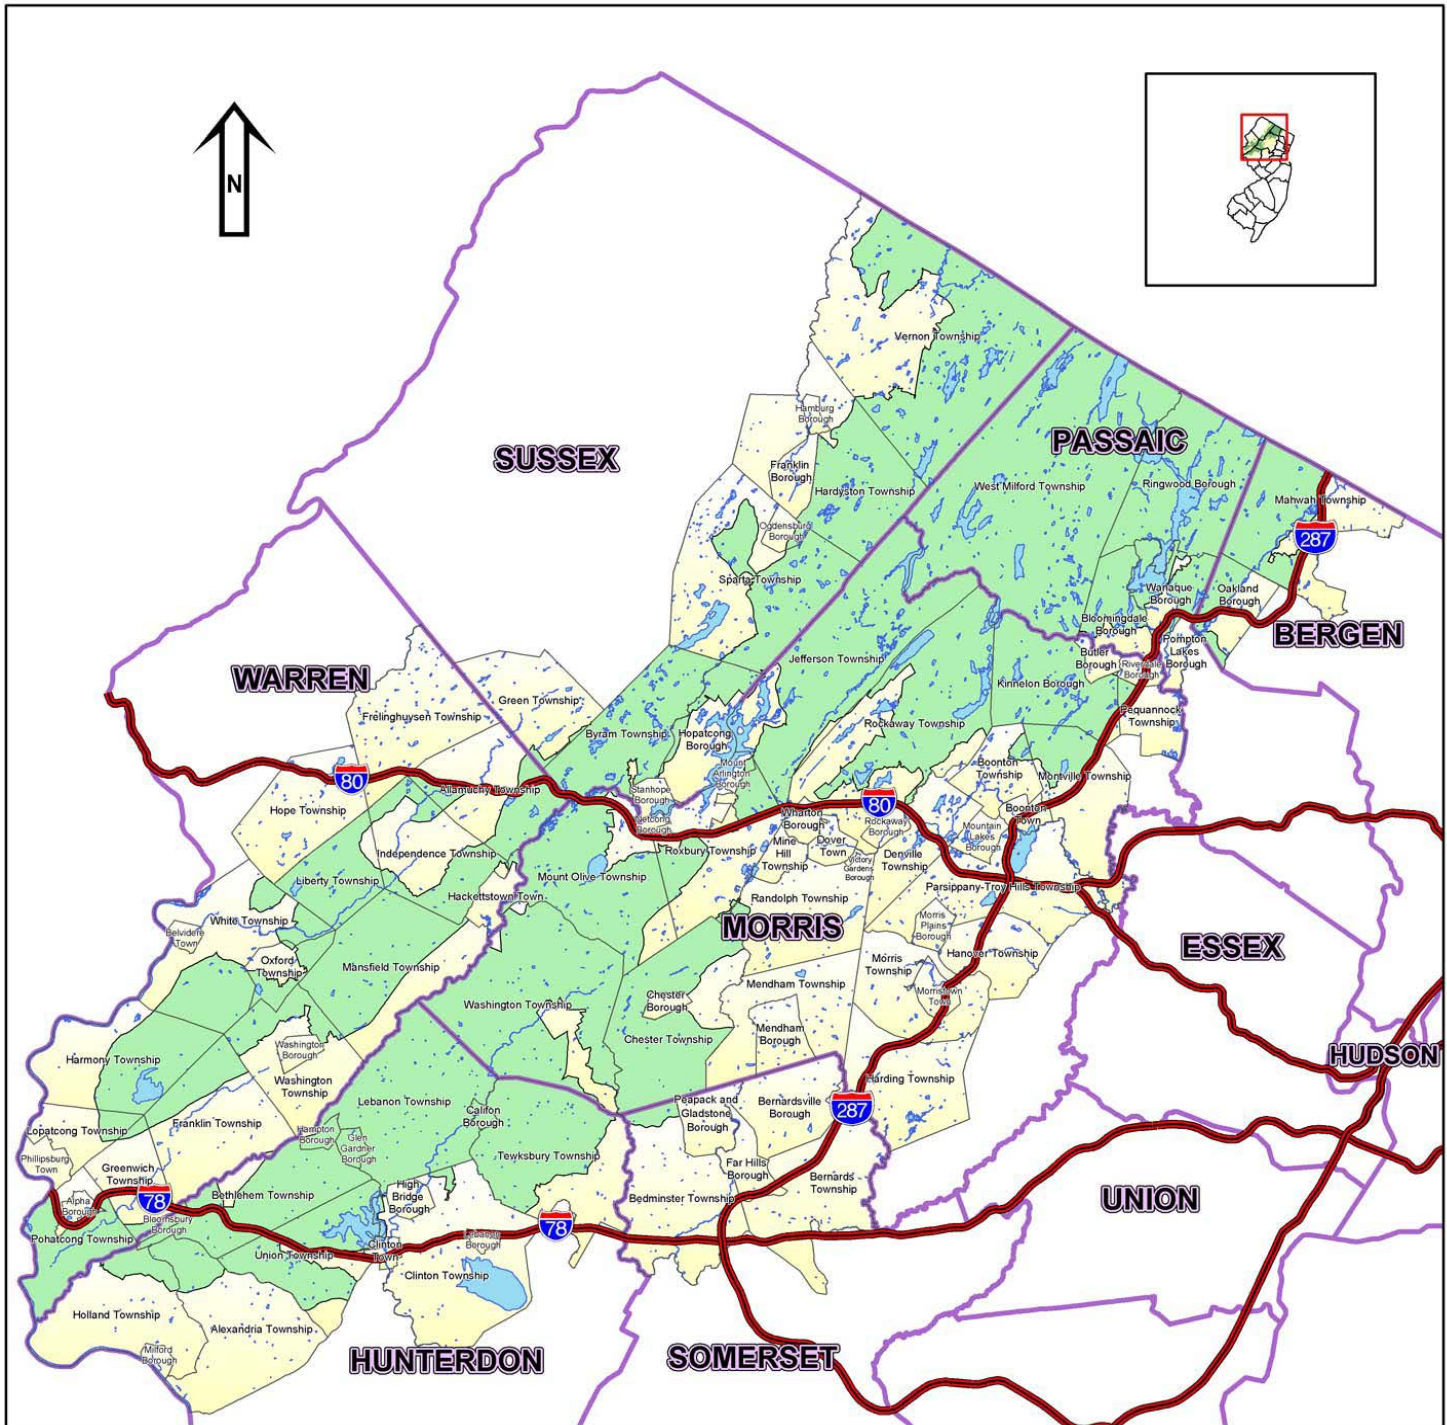 N
Vernon Township
Hamburg
Borough
SUSSEX
PASSAIC
Franklin
Borough
Hardyston Township
West Milford Township
Ringwood Borough
Mahwah Township
Ogdensburg
Borough
287
Sparta Township
Wanaque
Borough
Oakland
Borough
Bloomingdale
Borough
BERGEN
Pompton
Lakes
Borough
Butler
Borough
Riverdale
Borough
Jefferson Township
WARREN
Kinnelon Borough
Green Township
Frelinghuysen Township
Pequannock
Township
Rockaway Township
Byram Township
Hopatcong
Borough
Mount
Arlington
Borough
Boonton
Township
Montville Township
80
Allamuchy Township
Stanhope
Borough
80
Hope Township
Netcong
Borough
Wharton
Borough
Rockaway
Borough
Boonton
Town
Mountain
Lakes
Borough
Independence Township
Roxbury Township
Mine
Hill
Township
Dover
Town
Victory
Gardens
Borough
Denville
Township
Liberty Township
Mount Olive Township
Hackettstown Town
Parsippany-Troy Hills Township
Randolph Township
White Township
Belvidere
Town
MORRIS
Morris
Plains
Borough
ESSEX
Oxford
Township
Mansfield Township
Morris
Township
Hanover Township
Mendham Township
Morristown
Town
Washington Township
Chester
Borough
Mendham
Borough
Chester Township
Washington
Borough
Harmony Township
HUDSON
Washington
Township
Harding Township
Lebanon Township
Califon
Borough
Peapack and
Gladstone
Borough
Bernardsville
Borough
287
Lopatcong Township
Franklin Township
Hampton
Borough
Glen
Gardner
Borough
Phillipsburg
Town
Greenwich
Township
Tewksbury Township
Far Hills
Borough
Bernards
Township
High
Bridge
Borough
Bethlehem Township
Bedminster Township
UNION
Alpha
Borough
78
Bloomsbury
Borough
78
Pohatcong Township
Union Township
Clinton
Town
Lebanon
Borough
Clinton Township
Holland Township
Alexandria Township
Milford
Borough
HUNTERDON
SOMERSET